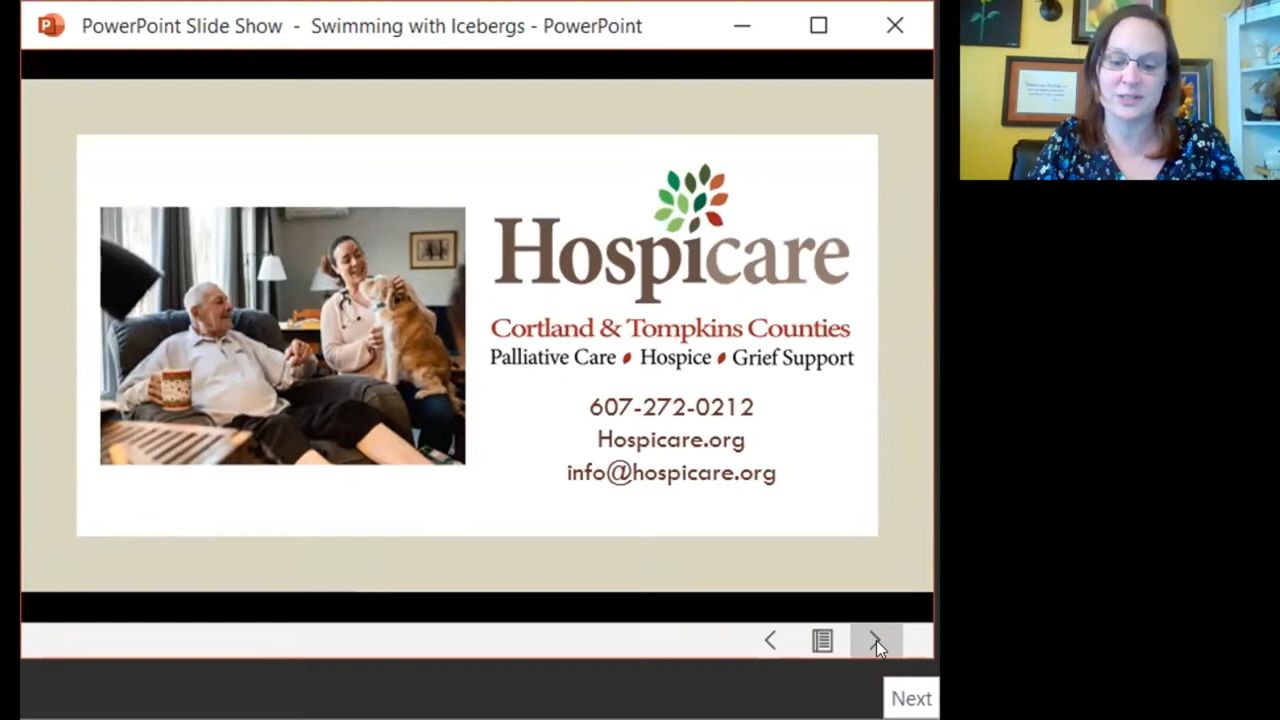 PowerPoint Slide Show - Swimming with Icebergs - PowerPoint
Hospicare
Cortland & Tompkins Counties
Palliative Care • Hospice • Grief Support
607-272-0212
Hospicare.org
info@hospicare.org
Next